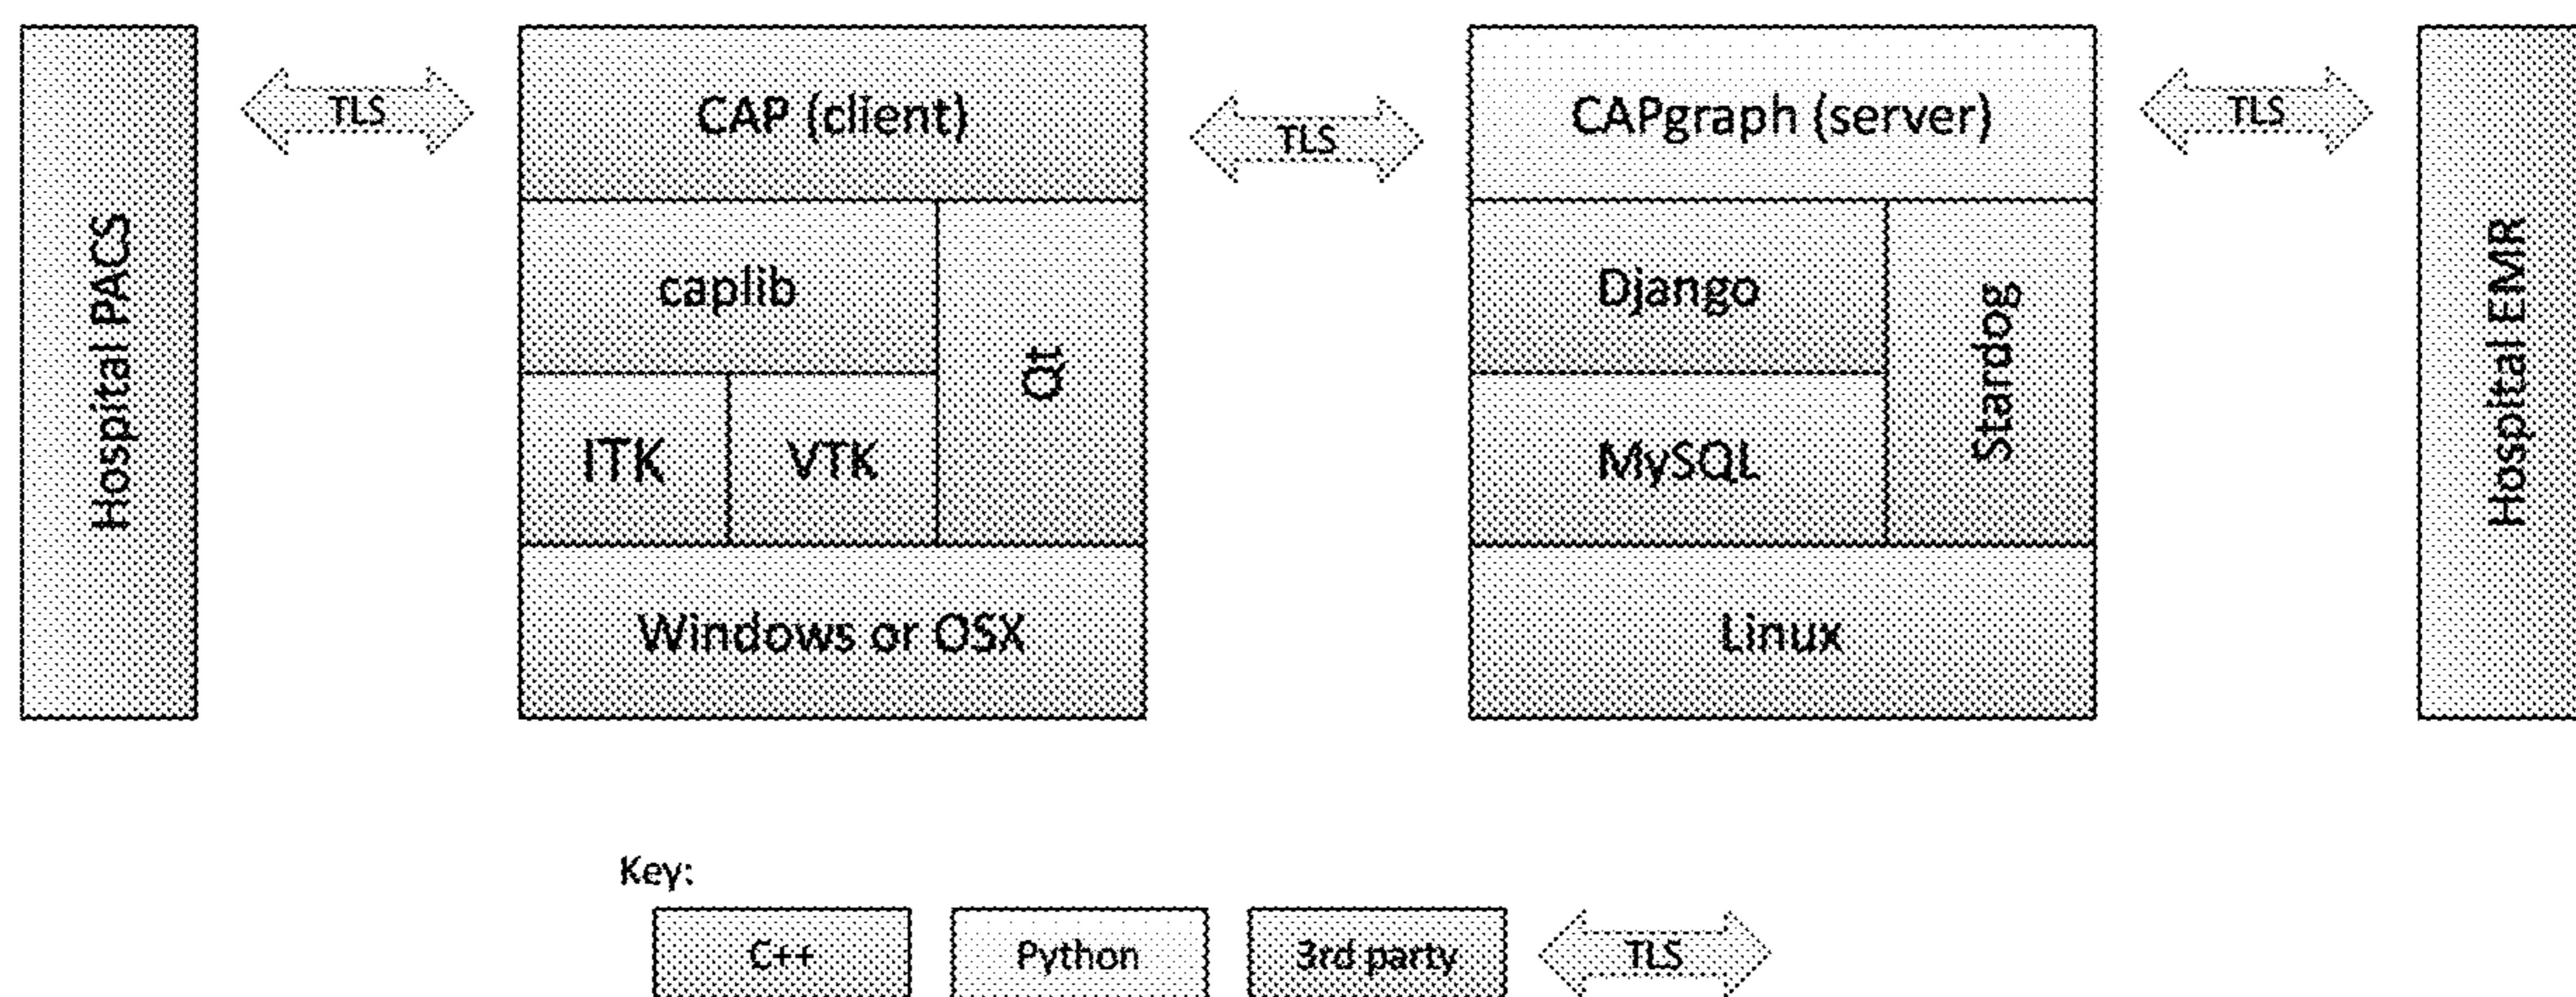 Hospital PACS
TLS
CAP (client)
caplib
Qt
ITK
VTK
Windows or OSX
TLS
CAPgraph (server)
Django
Stardog
MySQL
Linux
TLS
Hospital EMR
Key:
C++
Python
3rd party
TLS